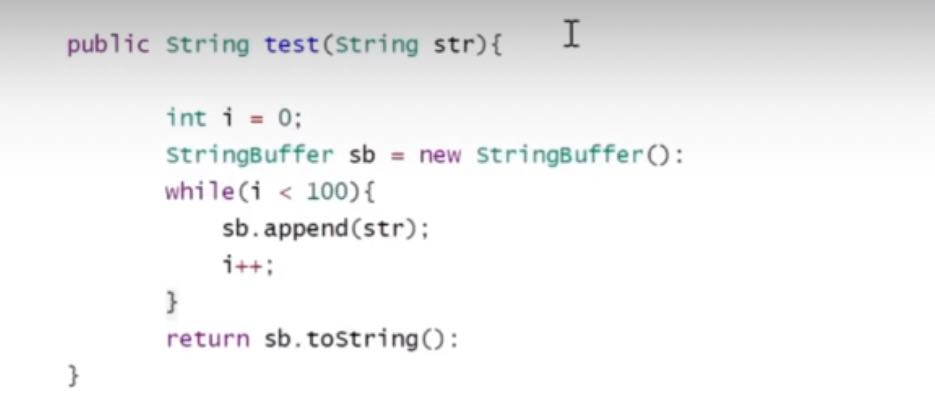 public String test(String str){
int i = 0;
StringBuffer sb = new StringBuffer():
while(i < 100){
sb.append(str);
i++;
}
return sb.toString():
}